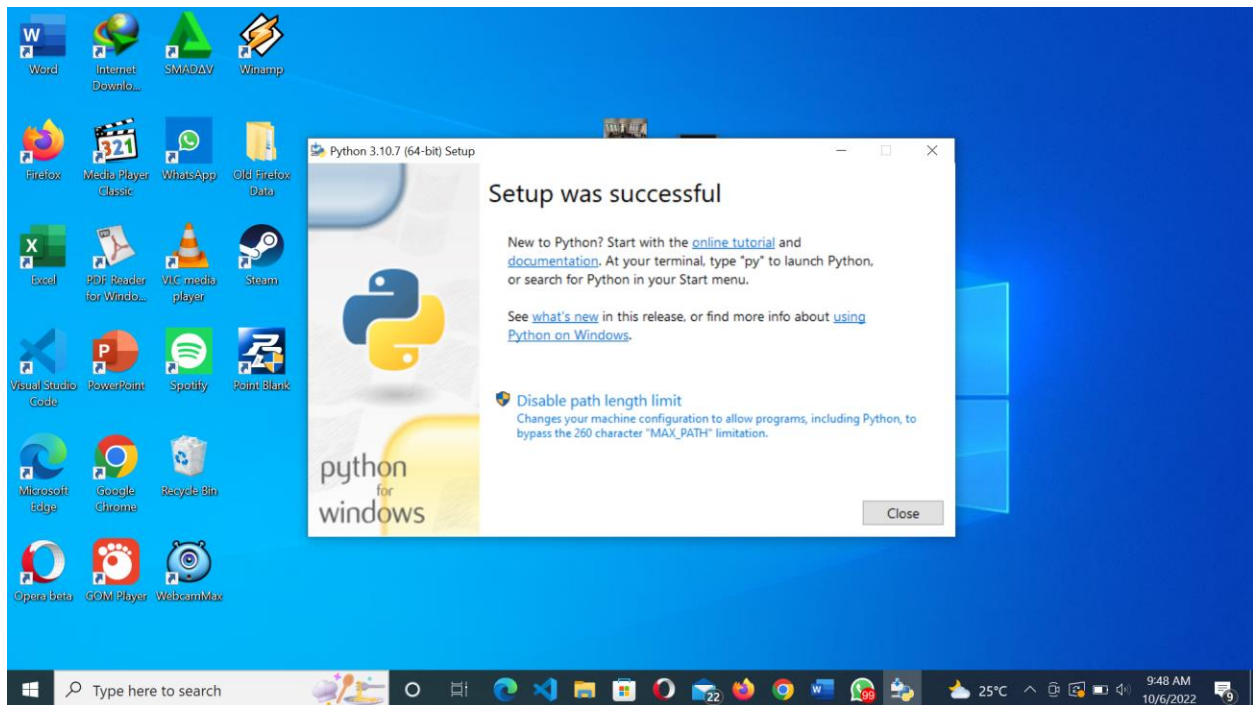 Word
Internet
Downlo...
SMADAV
Winamp
Firefox
Media Player
Classic
WhatsApp
Old Firefox
Data
Excel
PDF Reader
for Windo...
VLC media
player
Steam
Visual Studio
Code
PowerPoint
Spotify
Point Blank
Microsoft
Edge
Google
Chrome
Recycle Bin
Opera beta
GOM Player
WebcamMax
321
Python 3.10.7 (64-bit) Setup
Setup was successful
New to Python? Start with the online tutorial and
documentation. At your terminal, type "py" to launch Python,
or search for Python in your Start menu.
See what's new in this release, or find more info about using
Python on Windows.
Disable path length limit
Changes your machine configuration to allow programs, including Python, to
bypass the 260 character "MAX_PATH" limitation.
python
for
windows
Close
Type here to search
22
99
25°C
9:48 AM
10/6/2022
9